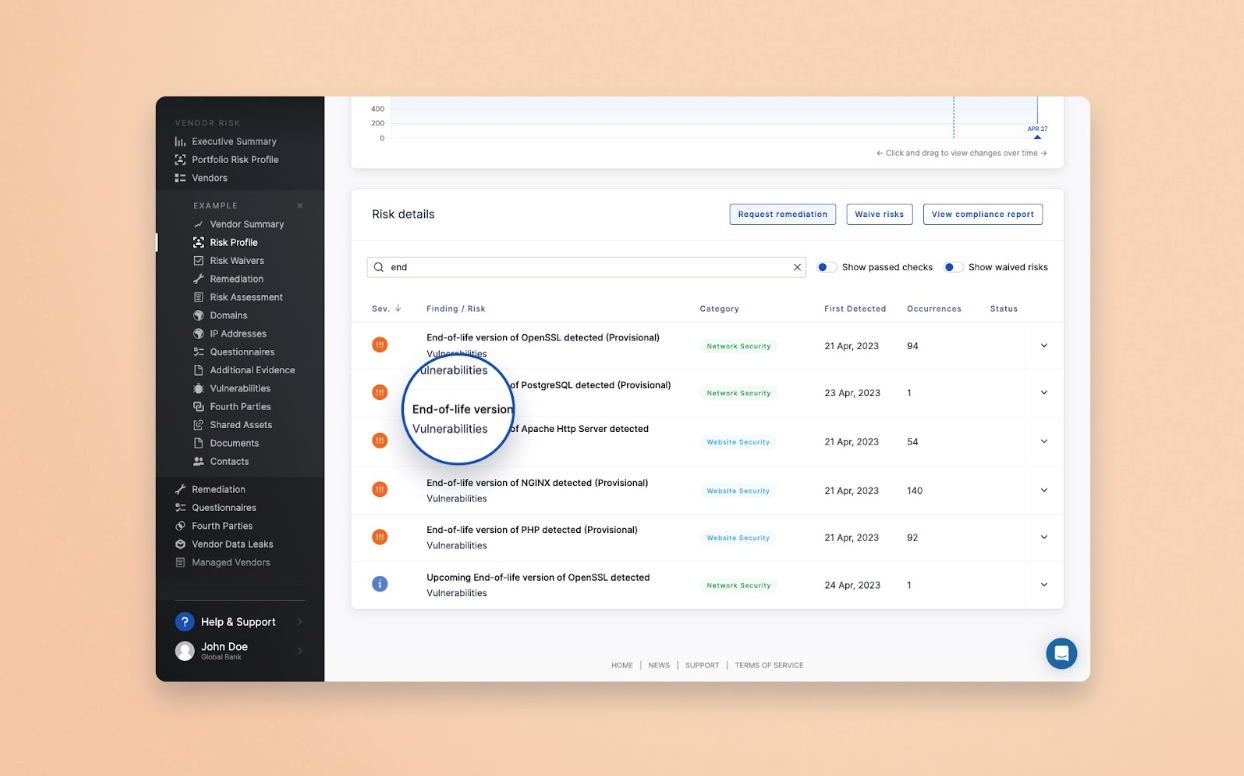 VENDOR RISK
Executive Summary
Portfolio Risk Profile
Vendors
EXAMPLE
Vendor Summary
Risk Profile
Risk Waivers
Remediation
Risk Assessment
Domains
IP Addresses
Questionnaires
Additional Evidence
Vulnerabilities
Fourth Parties
Shared Assets
Documents
Contacts
Remediation
Questionnaires
Fourth Parties
Vendor Data Leaks
Managed Vendors
? Help & Support
John Doe
Global Bank
400
200
0
APR 27
← Click and drag to view changes over time →
Risk details
Request remediation Waive risks View compliance report
end Show passed checks Show waived risks
Sev. ↓ Finding / Risk Category First Detected Occurrences Status
!!! End-of-life version of OpenSSL detected (Provisional) Network Security 21 Apr, 2023 94
Vulnerabilities
ulnerabilities
!!! of PostgreSQL detected (Provisional) Network Security 23 Apr, 2023 1
End-of-life version
Vulnerabilities
!!! of Apache Http Server detected Website Security 21 Apr, 2023 54
!!! End-of-life version of NGINX detected (Provisional) Website Security 21 Apr, 2023 140
Vulnerabilities
!!! End-of-life version of PHP detected (Provisional) Website Security 21 Apr, 2023 92
Vulnerabilities
i Upcoming End-of-life version of OpenSSL detected Network Security 24 Apr, 2023 1
Vulnerabilities
HOME | NEWS | SUPPORT | TERMS OF SERVICE